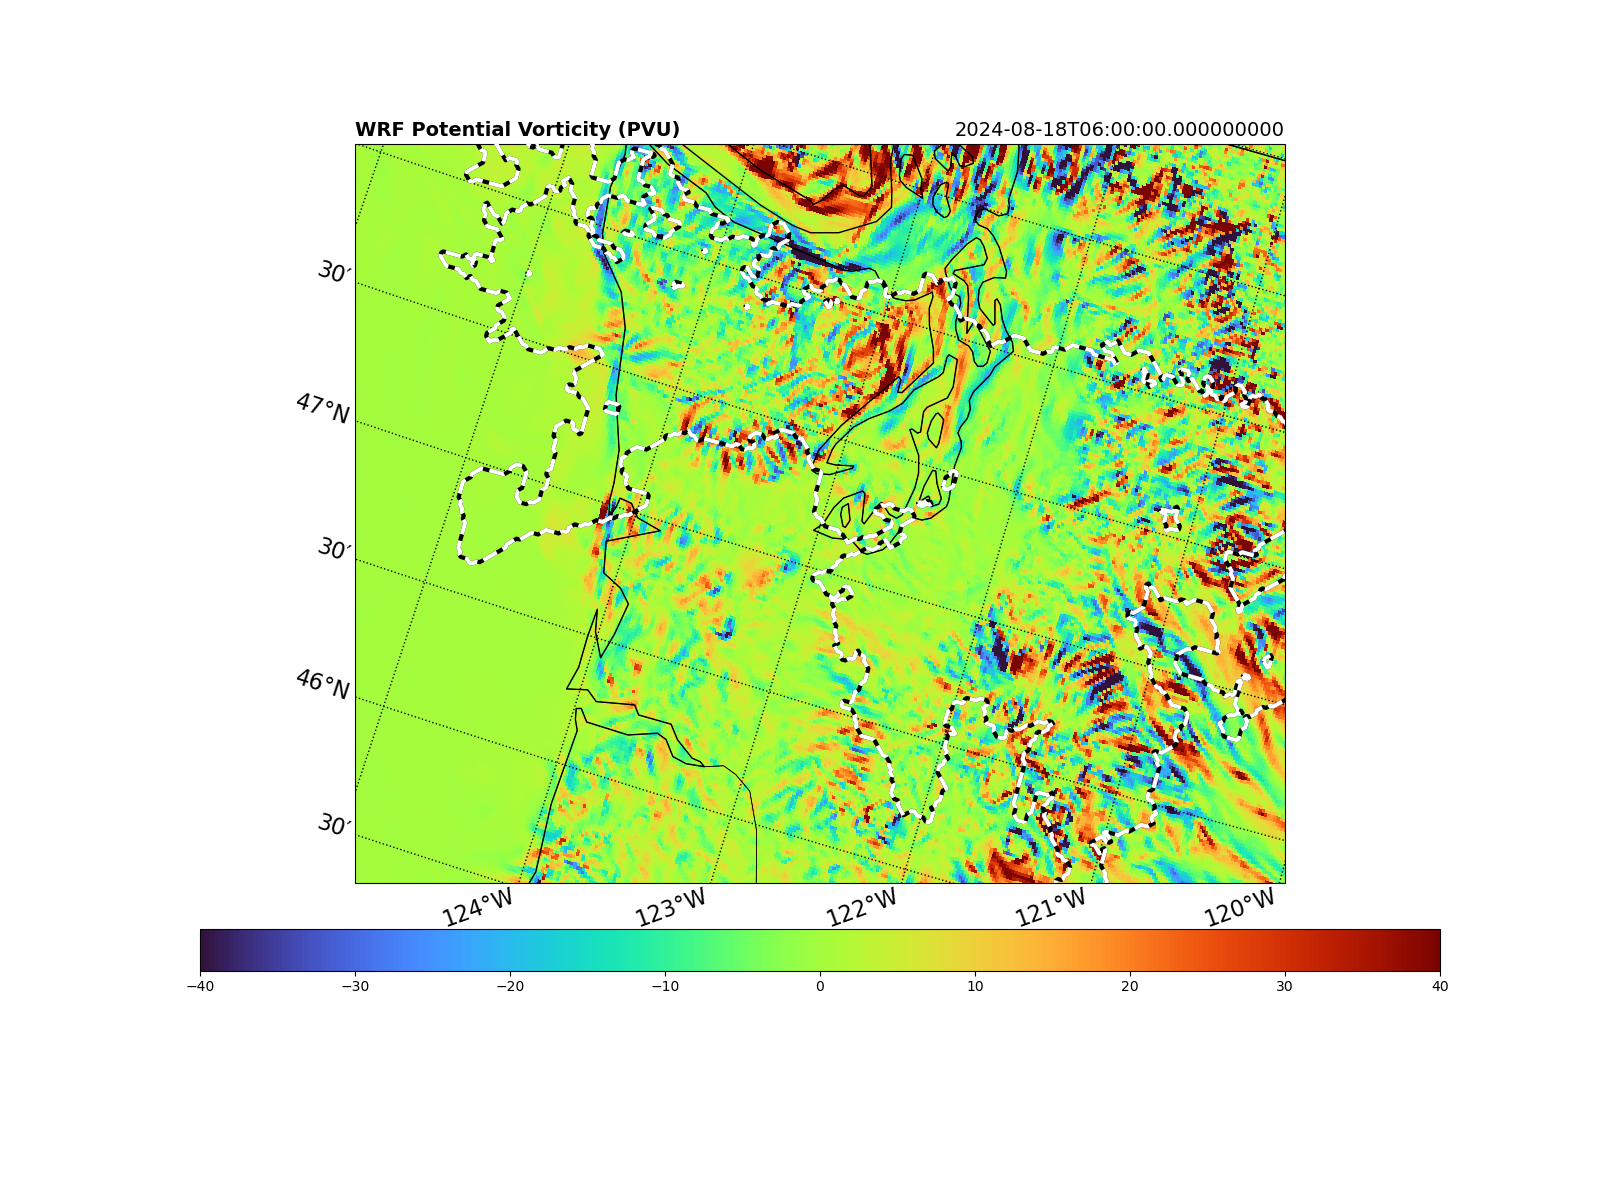 WRF Potential Vorticity (PVU) 2024-08-18T06:00:00.000000000
30′
47°N
30′
46°N
30′
124°W 123°W 122°W 121°W 120°W
−40 −30 −20 −10 0 10 20 30 40